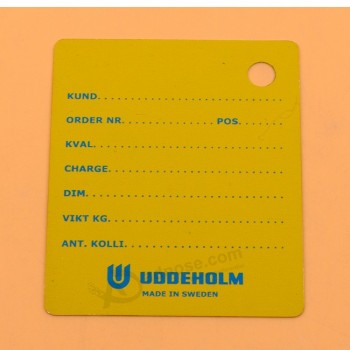 KUND. . . . . . . . . . . . . . . . . . . . . . . . . . .
ORDER NR. . . . . . . . . . . . . . . POS. . . . . . . .
KVAL. . . . . . . . . . . . . . . . . . . . . . . . . . . .
CHARGE. . . . . . . . . . . . . . . . . . . . . . . . .
DIM. . . . . . . . . . . . . . . . . . . . . . . . . . . . .
VIKT KG. . . . . . . . . . . . . . . . . . . . . . . . .
ANT. KOLLI. . . . . . . . . . . . . . . . . . . . . .
UDDEHOLM
MADE IN SWEDEN